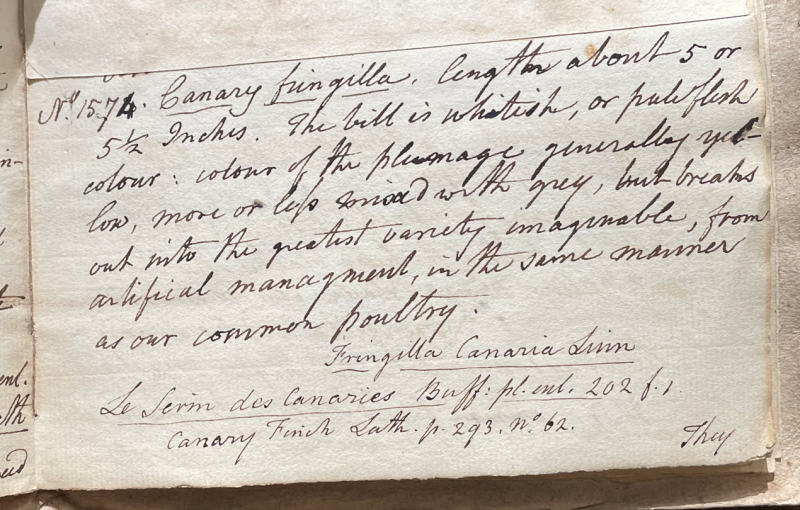 No. 1574. Canary fringilla. length about 5 or
5½ Inches. The bill is whitish, or pale flesh
colour: colour of the plumage generally yel-
low, more or less mixd with grey, but breaks
out into the greatest variety imaginable, from
artifical managment, in the same manner
as our common poultry.
Fringilla Canaria Linn
Le Serin des Canaries Buff: pl. enl. 202 f. 1.
Canary Finch Lath. p. 293. no. 62.
They